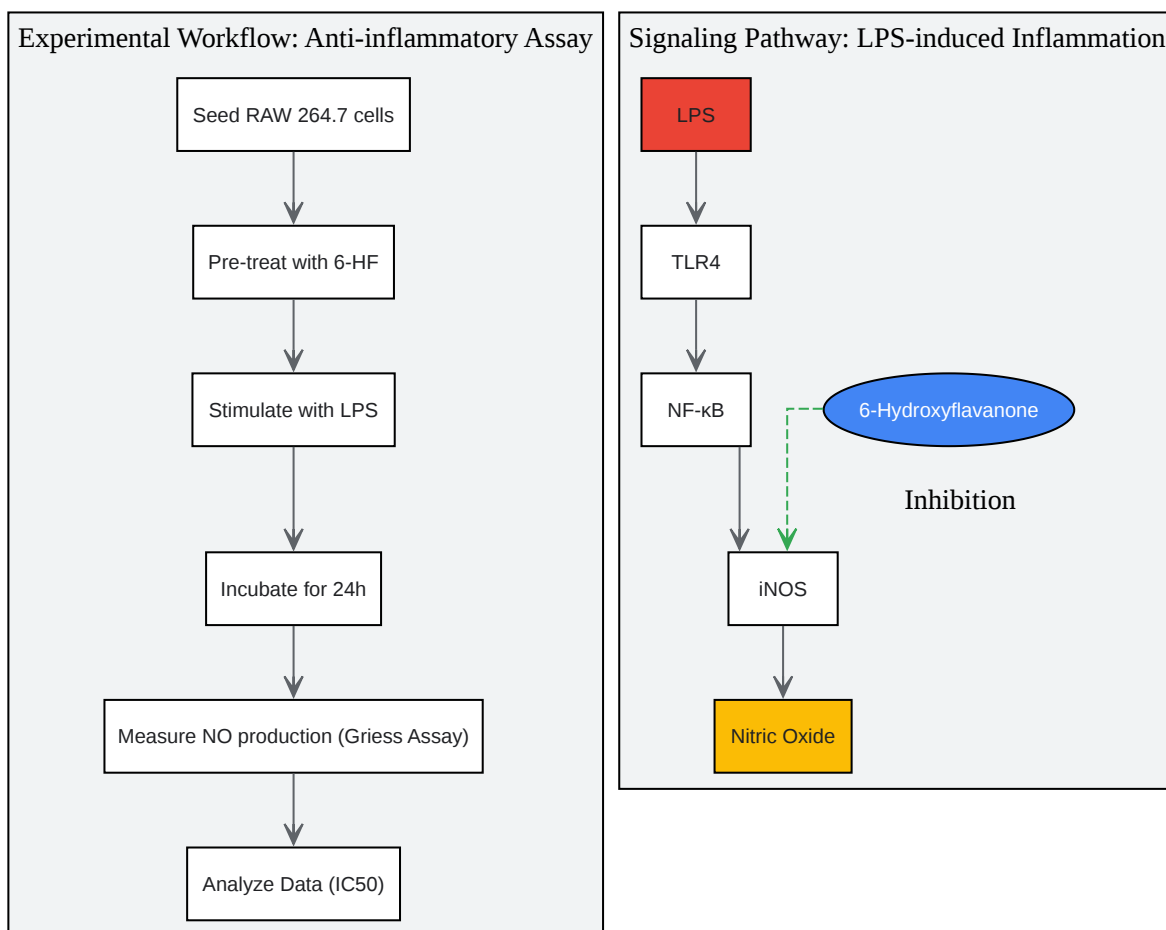 Experimental Workflow: Anti-inflammatory Assay
Seed RAW 264.7 cells
Pre-treat with 6-HF
Stimulate with LPS
Incubate for 24h
Measure NO production (Griess Assay)
Analyze Data (IC50)
Signaling Pathway: LPS-induced Inflammation
LPS
TLR4
NF-κB
6-Hydroxyflavanone
Inhibition
iNOS
Nitric Oxide